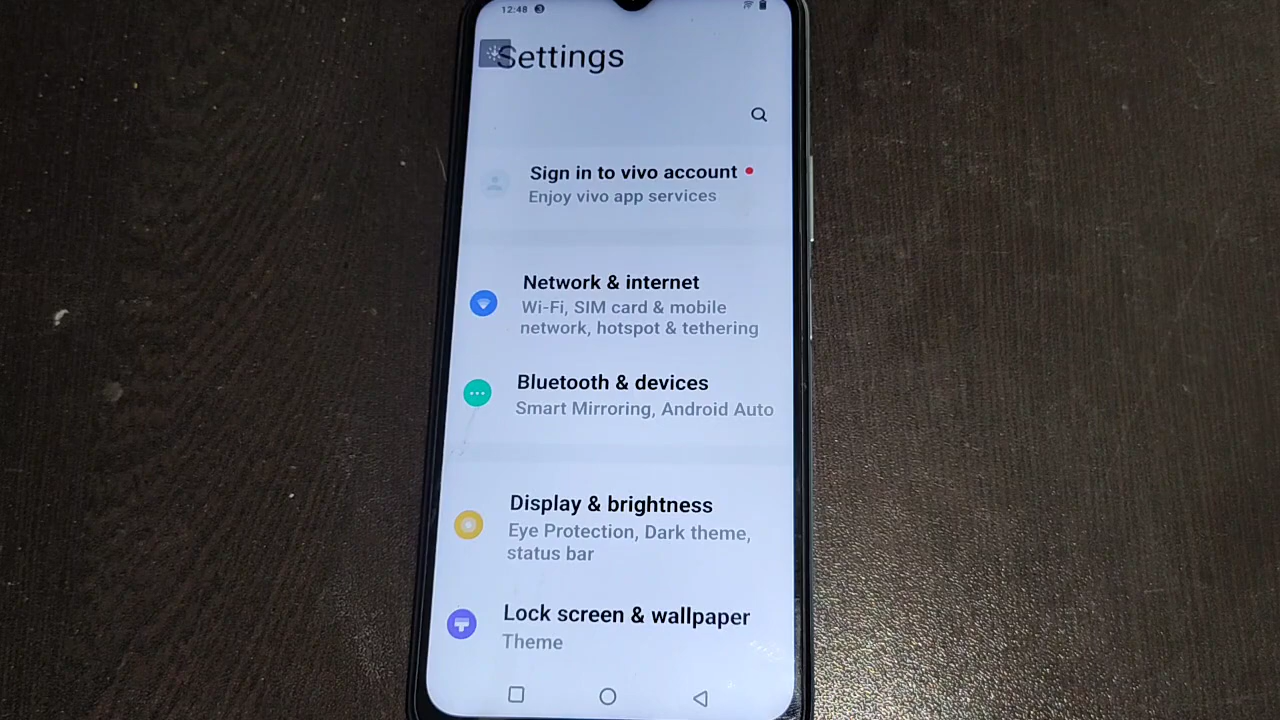 12:48
Settings
Sign in to vivo account
Enjoy vivo app services
Network & internet
Wi-Fi, SIM card & mobile
network, hotspot & tethering
Bluetooth & devices
Smart Mirroring, Android Auto
Display & brightness
Eye Protection, Dark theme,
status bar
Lock screen & wallpaper
Theme